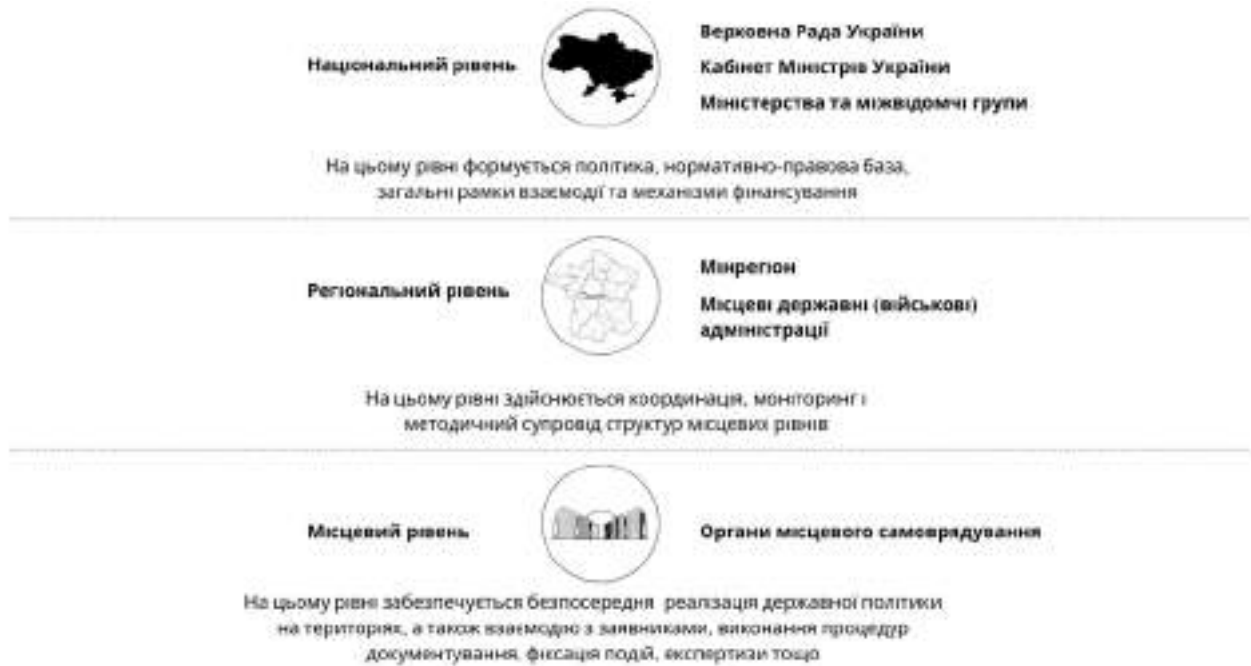 Національний рівень
Верховна Рада України
Кабінет Міністрів України
Міністерства та міжвідомчі групи
На цьому рівні формується політика, нормативно-правова база,
загальні рамки взаємодії та механізми фінансування
Регіональний рівень
Мінрегіон
Місцеві державні (військові)
адміністрації
На цьому рівні здійснюється координація, моніторинг і
методичний супровід структур місцевих рівнів
Місцевий рівень
Органи місцевого самоврядування
На цьому рівні забезпечується безпосередня реалізація державної політики
на територіях, а також взаємодію з заявниками, виконання процедур
документування, фіксація подій, експертизи тощо